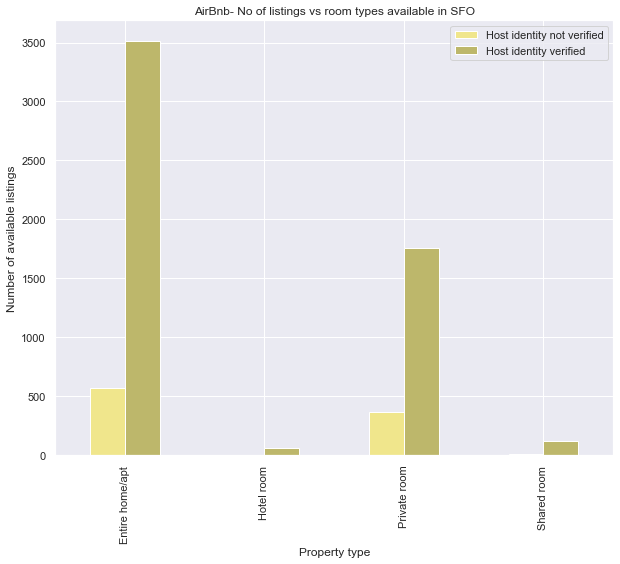 AirBnb- No of listings vs room types available in SFO
Host identity not verified
Host identity verified
Number of available listings
3500
3000
2500
2000
1500
1000
500
0
Entire home/apt
Hotel room
Private room
Shared room
Property type